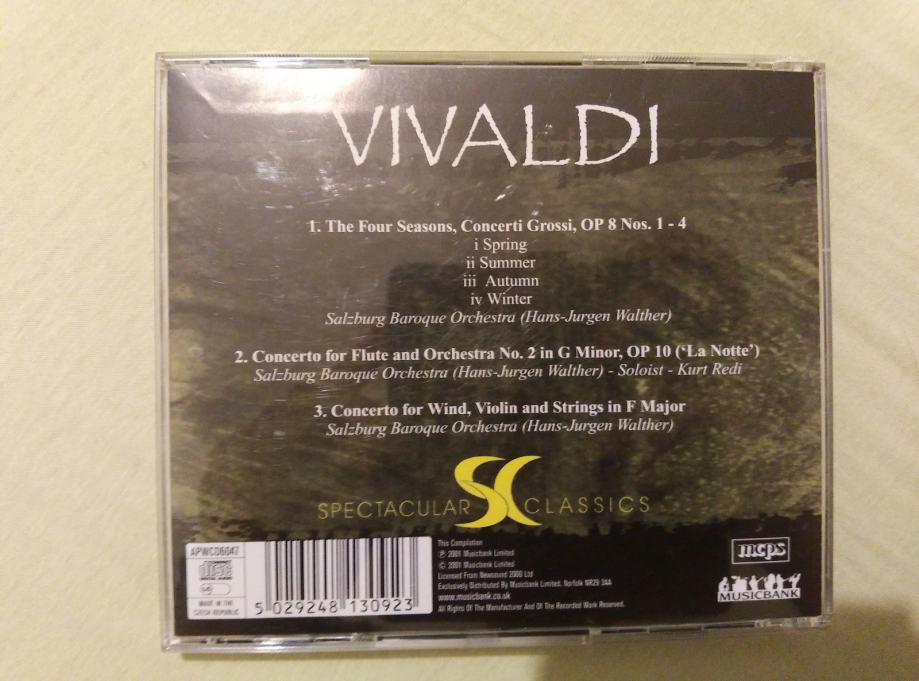 VIVALDI
1. The Four Seasons, Concerti Grossi, OP 8 Nos. 1 - 4
i Spring
ii Summer
iii Autumn
iv Winter
Salzburg Baroque Orchestra (Hans-Jurgen Walther)
2. Concerto for Flute and Orchestra No. 2 in G Minor, OP 10 (‘La Notte’)
Salzburg Baroque Orchestra (Hans-Jurgen Walther) - Soloist - Kurt Redi
3. Concerto for Wind, Violin and Strings in F Major
Salzburg Baroque Orchestra (Hans-Jurgen Walther)
SPECTACULAR SC CLASSICS
APWCD6047
disc
DIGITAL AUDIO
MADE IN THE
CZECH REPUBLIC
5 029248 130923
This Compilation
℗ 2001 Musicbank Limited
© 2001 Musicbank Limited
Licensed From Newsound 2000 Ltd
Exclusively Distributed By Musicbank Limited. Norfolk NR29 3AA
www.musicbank.co.uk
All Rights Of The Manufacturer And Of The Recorded Work Reserved.
mcps
MUSICBANK